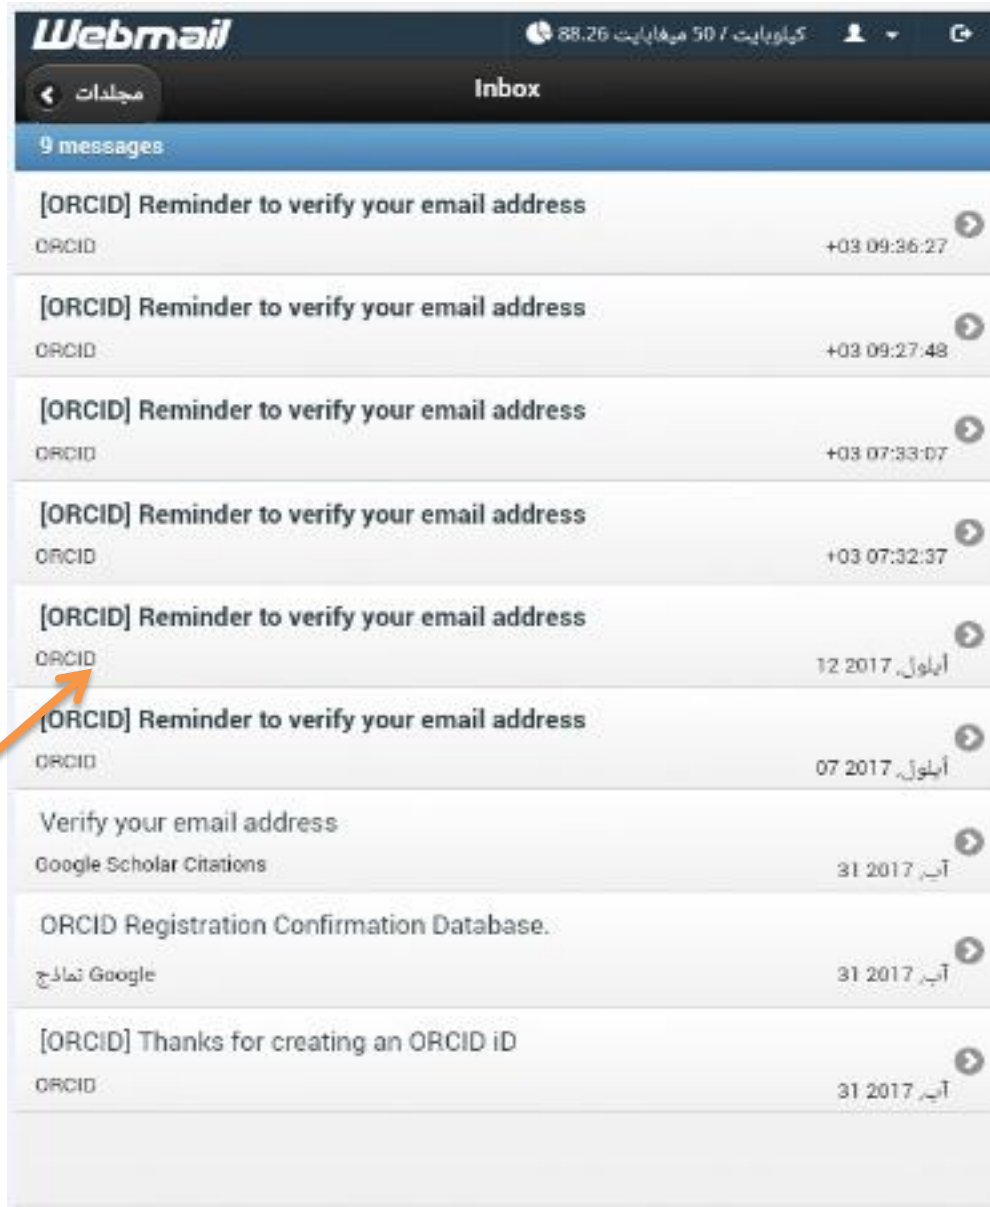 Webmail
88.26 كيلوبايت / 50 ميغابايت
مجلدات
Inbox
9 messages
[ORCID] Reminder to verify your email address
ORCID
+03 09:36:27
[ORCID] Reminder to verify your email address
ORCID
+03 09:27:48
[ORCID] Reminder to verify your email address
ORCID
+03 07:33:07
[ORCID] Reminder to verify your email address
ORCID
+03 07:32:37
[ORCID] Reminder to verify your email address
ORCID
12 أيلول, 2017
[ORCID] Reminder to verify your email address
ORCID
07 أيلول, 2017
Verify your email address
Google Scholar Citations
31 آب, 2017
ORCID Registration Confirmation Database.
نماذج Google
31 آب, 2017
[ORCID] Thanks for creating an ORCID iD
ORCID
31 آب, 2017